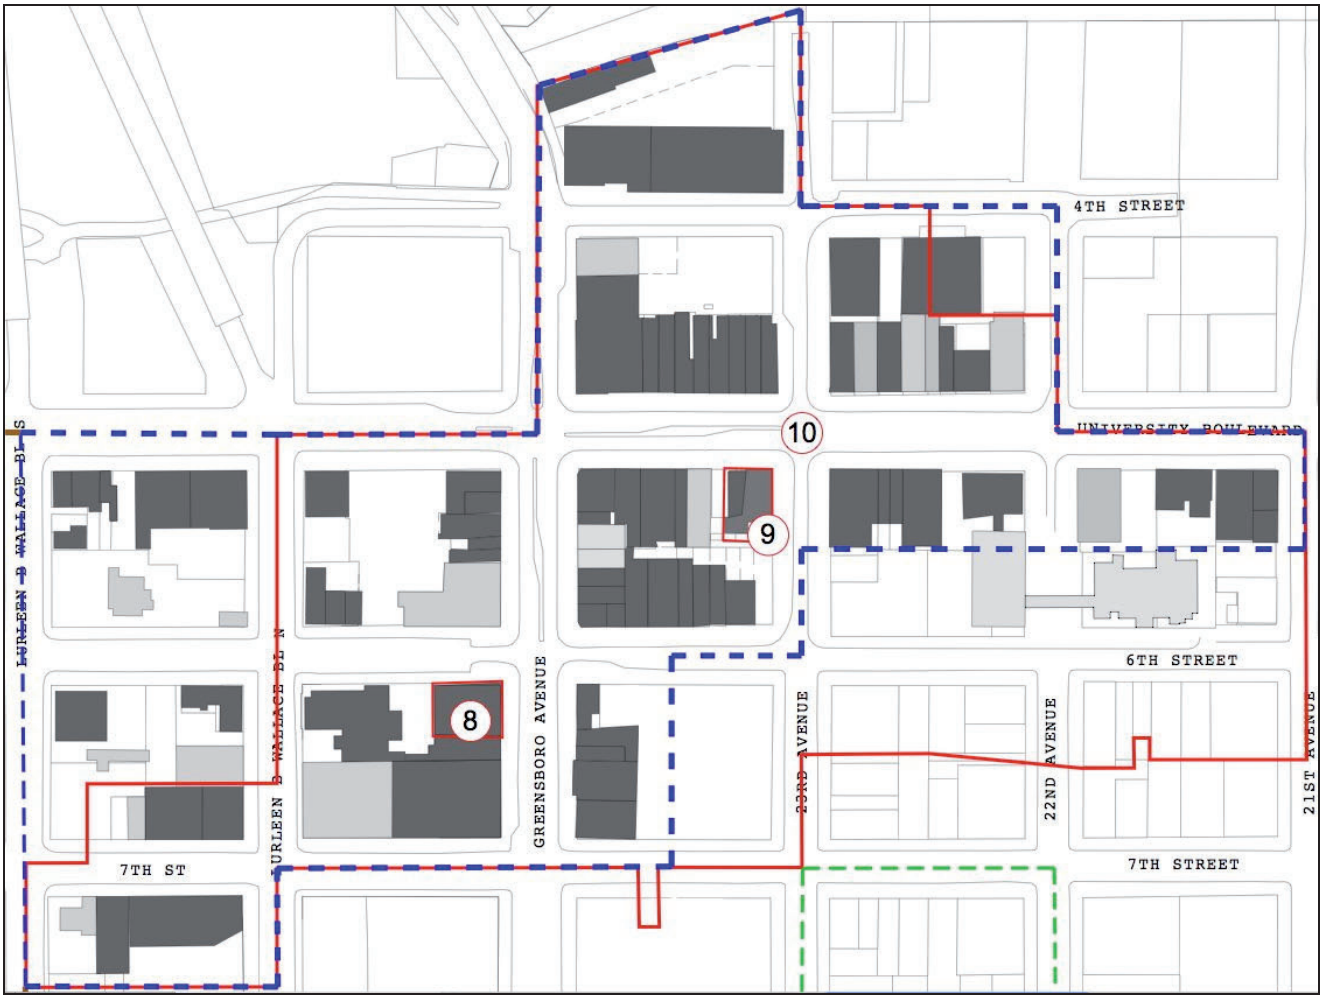 4TH STREET
10
UNIVERSITY BOULEVARD
LURLEEN B WALLACE BL S
9
LURLEEN B WALLACE BL N
6TH STREET
GREENSBORO AVENUE
8
23RD AVENUE
22ND AVENUE
21ST AVENUE
7TH ST
7TH STREET